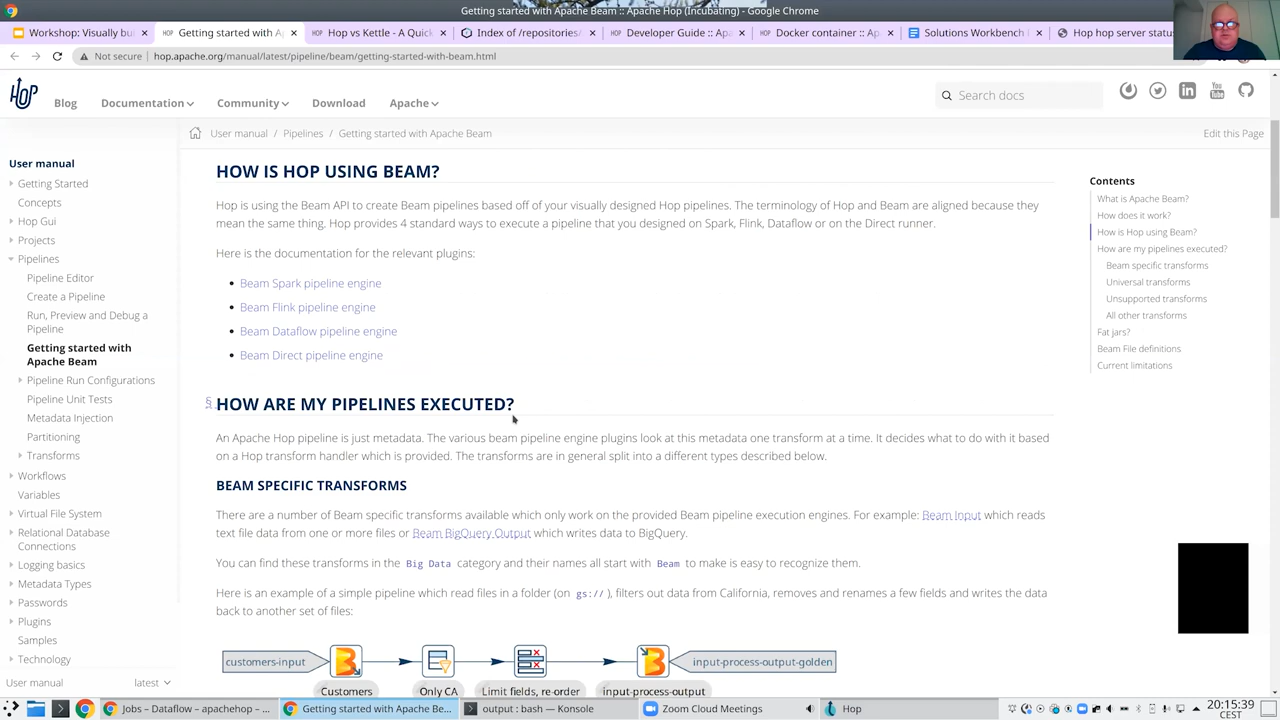 Getting started with Apache Beam :: Apache Hop (Incubating) - Google Chrome
Workshop: Visually bu
Getting started with A
Hop vs Kettle - A Quick
Index of /repositories/
Developer Guide :: Ap
Docker container :: Ap
Solutions Workbench
Hop hop server status
Not secure
hop.apache.org/manual/latest/pipeline/beam/getting-started-with-beam.html
HOP
Blog
Documentation
Community
Download
Apache
Search docs
User manual / Pipelines / Getting started with Apache Beam
Edit this Page
User manual
Getting Started
Concepts
Hop Gui
Projects
Pipelines
Pipeline Editor
Create a Pipeline
Run, Preview and Debug a
Pipeline
Getting started with
Apache Beam
Pipeline Run Configurations
Pipeline Unit Tests
Metadata Injection
Partitioning
Transforms
Workflows
Variables
Virtual File System
Relational Database
Connections
Logging basics
Metadata Types
Passwords
Plugins
Samples
Technology
User manual
latest
HOW IS HOP USING BEAM?
Hop is using the Beam API to create Beam pipelines based off of your visually designed Hop pipelines. The terminology of Hop and Beam are aligned because they
mean the same thing. Hop provides 4 standard ways to execute a pipeline that you designed on Spark, Flink, Dataflow or on the Direct runner.
Here is the documentation for the relevant plugins:
Beam Spark pipeline engine
Beam Flink pipeline engine
Beam Dataflow pipeline engine
Beam Direct pipeline engine
§ HOW ARE MY PIPELINES EXECUTED?
An Apache Hop pipeline is just metadata. The various beam pipeline engine plugins look at this metadata one transform at a time. It decides what to do with it based
on a Hop transform handler which is provided. The transforms are in general split into a different types described below.
BEAM SPECIFIC TRANSFORMS
There are a number of Beam specific transforms available which only work on the provided Beam pipeline execution engines. For example: Beam Input which reads
text file data from one or more files or Beam BigQuery Output which writes data to BigQuery.
You can find these transforms in the Big Data category and their names all start with Beam to make is easy to recognize them.
Here is an example of a simple pipeline which read files in a folder (on gs://), filters out data from California, removes and renames a few fields and writes the data
back to another set of files:
customers-input
input-process-output-golden
Customers
Only CA
Limit fields, re-order
input-process-output
Contents
What is Apache Beam?
How does it work?
How is Hop using Beam?
How are my pipelines executed?
Beam specific transforms
Universal transforms
Unsupported transforms
All other transforms
Fat jars?
Beam File definitions
Current limitations
Jobs – Dataflow – apachehop – ...
Getting started with Apache Be...
output : bash — Konsole
Zoom Cloud Meetings
Hop
20:15:39
CEST